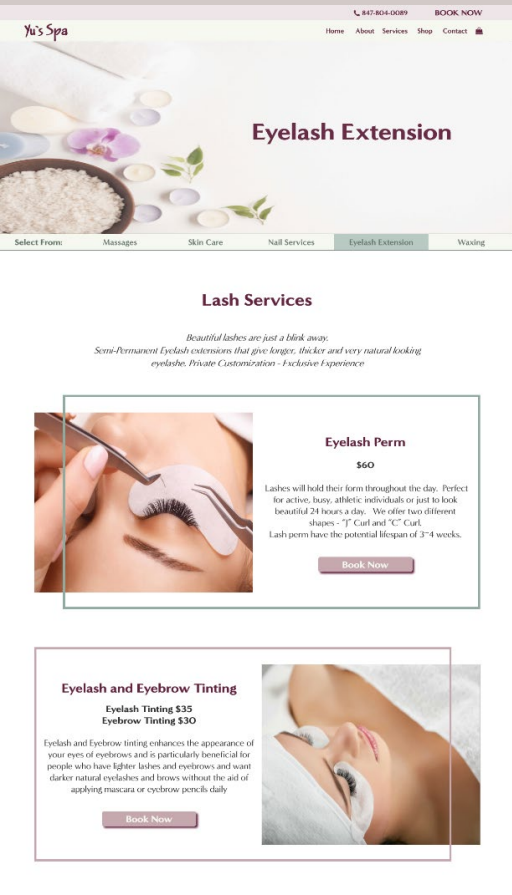 847-804-0089 BOOK NOW
Yu's Spa
Home About Services Shop Contact
Eyelash Extension
Select From: Massages Skin Care Nail Services Eyelash Extension Waxing
Lash Services
Beautiful lashes are just a blink away.
Semi-Permanent Eyelash extensions that give longer, thicker and very natural looking
eyelashe. Private Customization - Exclusive Experience
Eyelash Perm
$60
Lashes will hold their form throughout the day. Perfect
for active, busy, athletic individuals or just to look
beautiful 24 hours a day. We offer two different
shapes - "J" Curl and "C" Curl.
Lash perm have the potential lifespan of 3~4 weeks.
Book Now
Eyelash and Eyebrow Tinting
Eyelash Tinting $35
Eyebrow Tinting $30
Eyelash and Eyebrow tinting enhances the appearance of
your eyes of eyebrows and is particularly beneficial for
people who have lighter lashes and eyebrows and want
darker natural eyelashes and brows without the aid of
applying mascara or eyebrow pencils daily
Book Now